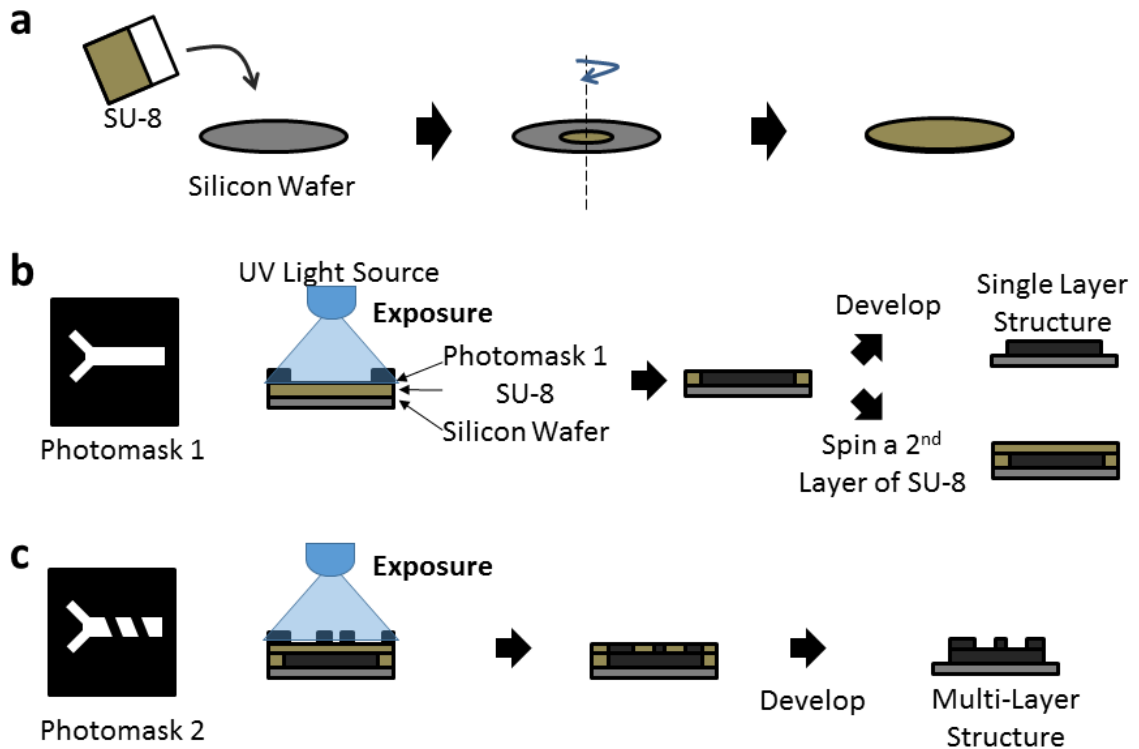 a
SU-8
Silicon Wafer
b
UV Light Source
Exposure
Photomask 1
SU-8
Silicon Wafer
Photomask 1
Develop
Single Layer
Structure
Spin a 2nd
Layer of SU-8
c
Exposure
Photomask 2
Develop
Multi-Layer
Structure